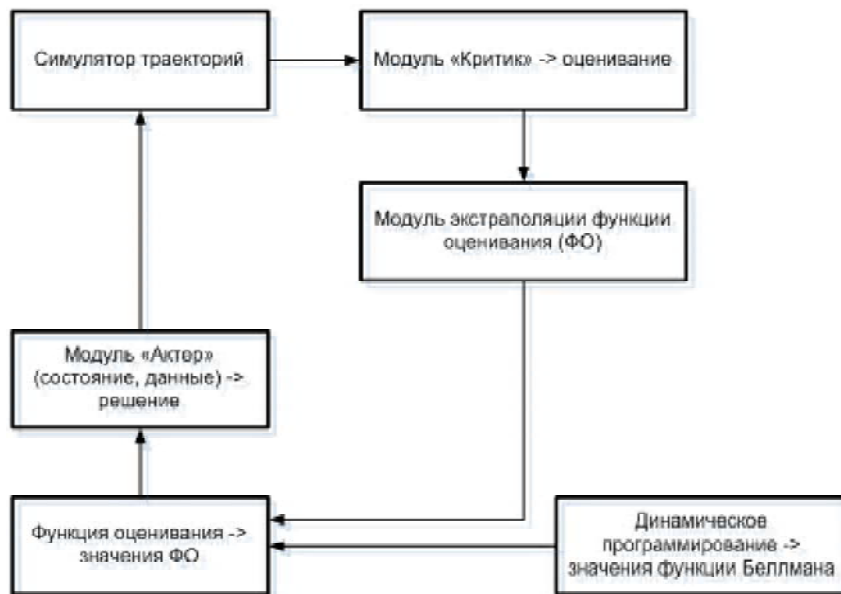 Симулятор траекторий
Модуль «Критик» -> оценивание
Модуль экстраполяции функции
оценивания (ФО)
Модуль «Актер»
(состояние, данные) ->
решение
Функция оценивания ->
значения ФО
Динамическое
программирование ->
значения функции Беллмана